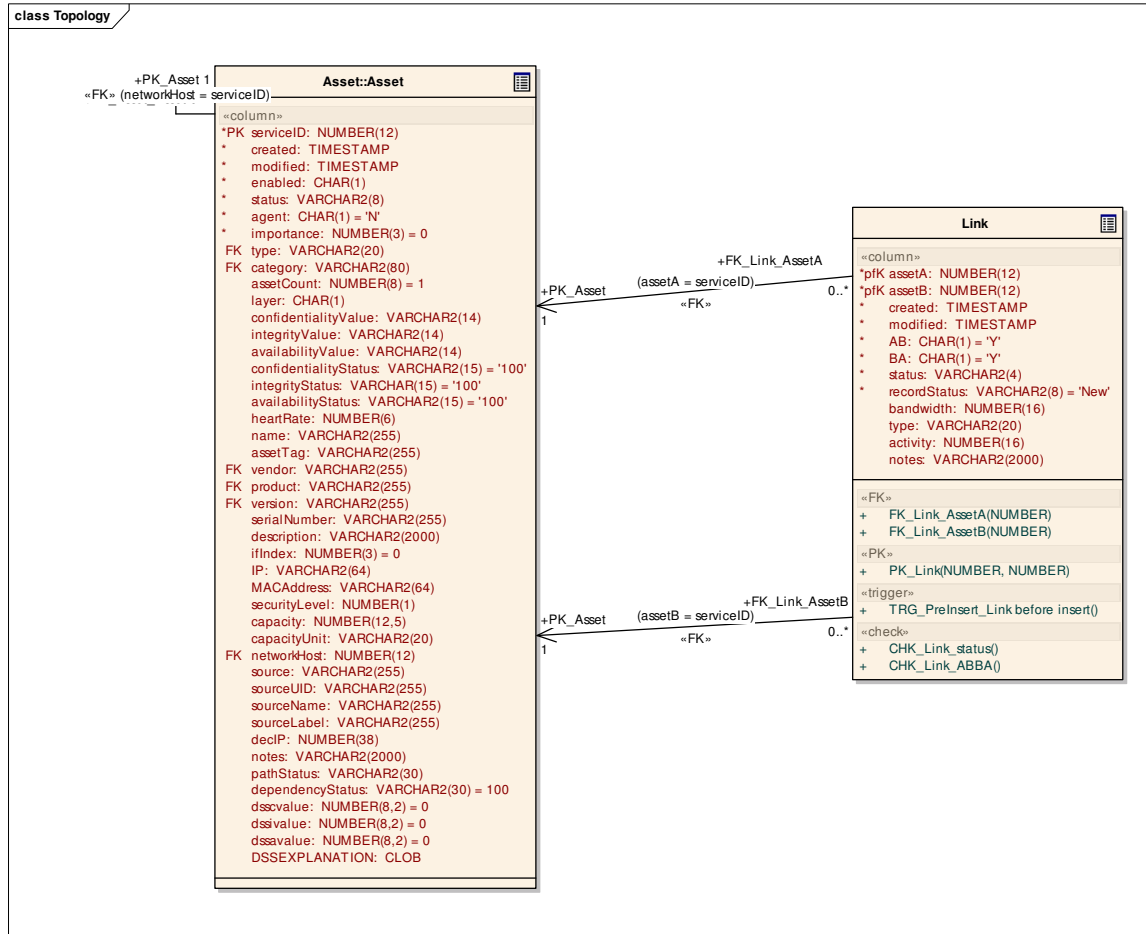 class Topology
+PK_Asset 1
«FK» (networkHost = serviceID)
Asset::Asset
«column»
*PK serviceID: NUMBER(12)
* created: TIMESTAMP
* modified: TIMESTAMP
* enabled: CHAR(1)
* status: VARCHAR2(8)
* agent: CHAR(1) = 'N'
* importance: NUMBER(3) = 0
FK type: VARCHAR2(20)
FK category: VARCHAR2(80)
assetCount: NUMBER(8) = 1
layer: CHAR(1)
confidentialityValue: VARCHAR2(14)
integrityValue: VARCHAR2(14)
availabilityValue: VARCHAR2(14)
confidentialityStatus: VARCHAR2(15) = '100'
integrityStatus: VARCHAR(15) = '100'
availabilityStatus: VARCHAR2(15) = '100'
heartRate: NUMBER(6)
name: VARCHAR2(255)
assetTag: VARCHAR2(255)
FK vendor: VARCHAR2(255)
FK product: VARCHAR2(255)
FK version: VARCHAR2(255)
serialNumber: VARCHAR2(255)
description: VARCHAR2(2000)
ifIndex: NUMBER(3) = 0
IP: VARCHAR2(64)
MACAddress: VARCHAR2(64)
securityLevel: NUMBER(1)
capacity: NUMBER(12,5)
capacityUnit: VARCHAR2(20)
FK networkHost: NUMBER(12)
source: VARCHAR2(255)
sourceUID: VARCHAR2(255)
sourceName: VARCHAR2(255)
sourceLabel: VARCHAR2(255)
decIP: NUMBER(38)
notes: VARCHAR2(2000)
pathStatus: VARCHAR2(30)
dependencyStatus: VARCHAR2(30) = 100
dsscvalue: NUMBER(8,2) = 0
dssivalue: NUMBER(8,2) = 0
dssavalue: NUMBER(8,2) = 0
DSSEXPLANATION: CLOB
+FK_Link_AssetA
(assetA = serviceID)
0..*
+PK_Asset
«FK»
1
+FK_Link_AssetB
(assetB = serviceID)
+PK_Asset
0..*
«FK»
1
Link
«column»
*pfK assetA: NUMBER(12)
*pfK assetB: NUMBER(12)
* created: TIMESTAMP
* modified: TIMESTAMP
* AB: CHAR(1) = 'Y'
* BA: CHAR(1) = 'Y'
* status: VARCHAR2(4)
* recordStatus: VARCHAR2(8) = 'New'
bandwidth: NUMBER(16)
type: VARCHAR2(20)
activity: NUMBER(16)
notes: VARCHAR2(2000)
«FK»
+ FK_Link_AssetA(NUMBER)
+ FK_Link_AssetB(NUMBER)
«PK»
+ PK_Link(NUMBER, NUMBER)
«trigger»
+ TRG_PreInsert_Link before insert()
«check»
+ CHK_Link_status()
+ CHK_Link_ABBA()